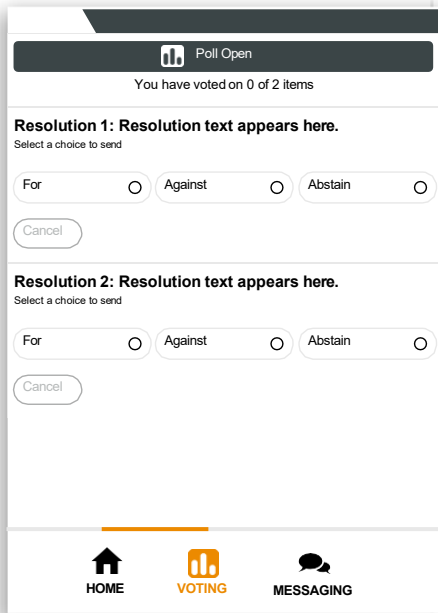 Poll Open
You have voted on 0 of 2 items
Resolution 1: Resolution text appears here.
Select a choice to send
For Against Abstain
Cancel
Resolution 2: Resolution text appears here.
Select a choice to send
For Against Abstain
Cancel
HOME VOTING MESSAGING